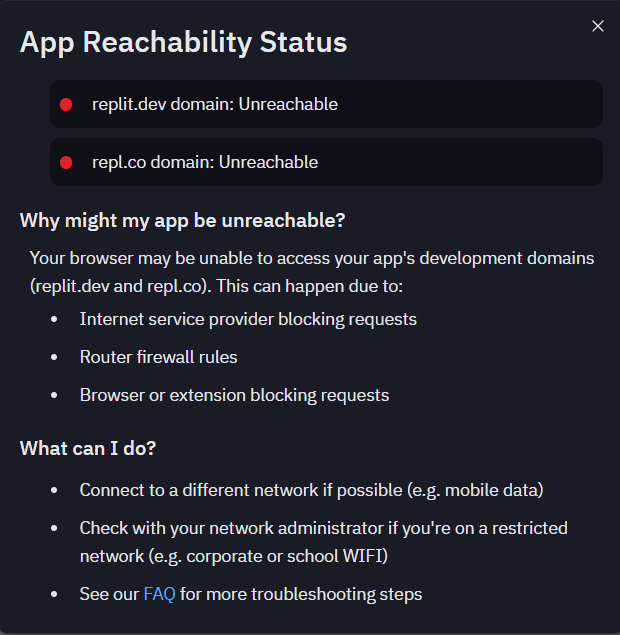 App Reachability Status
replit.dev domain: Unreachable
repl.co domain: Unreachable
Why might my app be unreachable?
Your browser may be unable to access your app's development domains
(replit.dev and repl.co). This can happen due to:
• Internet service provider blocking requests
• Router firewall rules
• Browser or extension blocking requests
What can I do?
• Connect to a different network if possible (e.g. mobile data)
• Check with your network administrator if you're on a restricted
network (e.g. corporate or school WIFI)
• See our FAQ for more troubleshooting steps